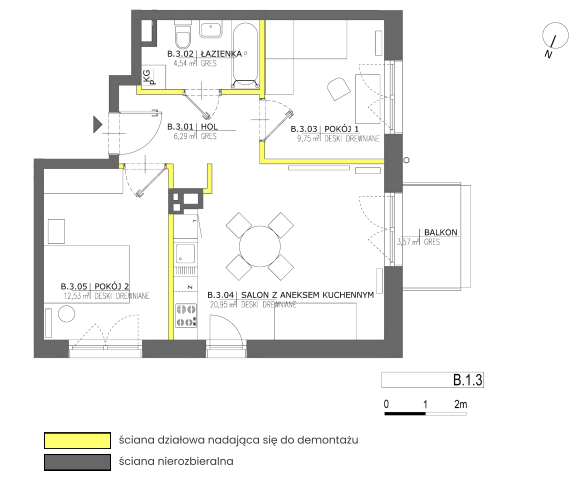 B.3.02 | ŁAZIENKA
4,54 m² GRES
KG
P
N
B.3.01 | HOL
6,29 m² GRES
B.3.03 | POKÓJ 1
9,75 m² DESKI DREWNIANE
| BALKON
3,57 m² GRES
B.3.05 | POKÓJ 2
12,53 m² DESKI DREWNIANE
Z
B.3.04 | SALON Z ANEKSEM KUCHENNYM
20,95 m² DESKI DREWNIANE
B.1.3
0 1 2m
ściana działowa nadająca się do demontażu
ściana nierozbieralna